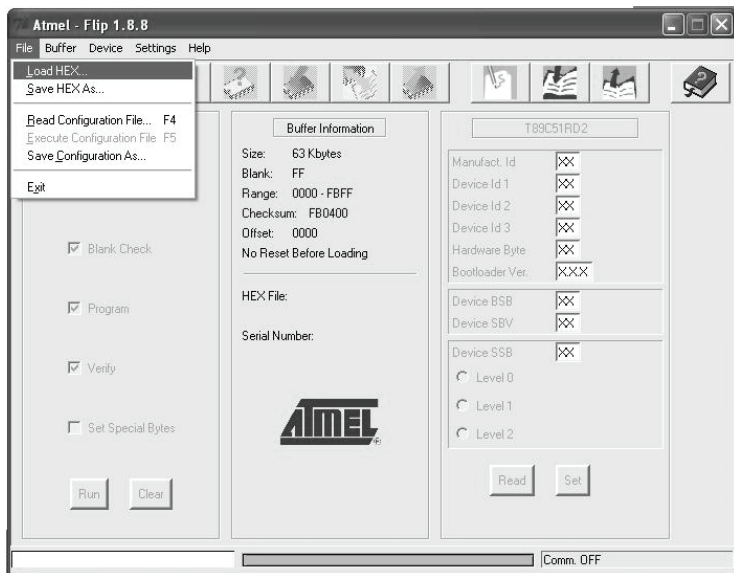 Atmel - Flip 1.8.8
File Buffer Device Settings Help
Load HEX...
Save HEX As...
Read Configuration File... F4
Execute Configuration File F5
Save Configuration As...
Exit
Blank Check
Program
Verify
Set Special Bytes
Run Clear
Buffer Information
Size: 63 Kbytes
Blank: FF
Range: 0000 - FBFF
Checksum: FB0400
Offset: 0000
No Reset Before Loading
HEX File:
Serial Number:
ATMEL®
T89C51RD2
Manufact. Id XX
Device Id 1 XX
Device Id 2 XX
Device Id 3 XX
Hardware Byte XX
Bootloader Ver. XXX
Device BSB XX
Device SBV XX
Device SSB XX
Level 0
Level 1
Level 2
Read Set
Comm. OFF